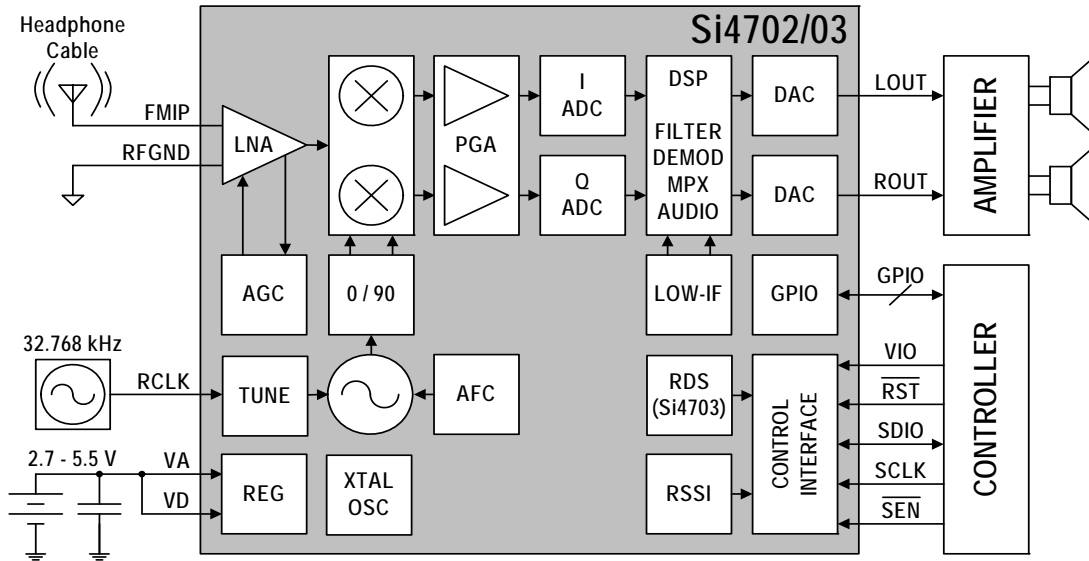 Si4702/03
Headphone
Cable
FMIP
RFGND
LNA
PGA
I
ADC
Q
ADC
DSP
FILTER
DEMOD
MPX
AUDIO
DAC
DAC
LOUT
ROUT
AMPLIFIER
AGC
0 / 90
LOW-IF
GPIO
GPIO
32.768 kHz
RCLK
TUNE
AFC
RDS
(Si4703)
CONTROL
INTERFACE
VIO
RST
SDIO
SCLK
SEN
CONTROLLER
2.7 - 5.5 V
VA
VD
REG
XTAL
OSC
RSSI